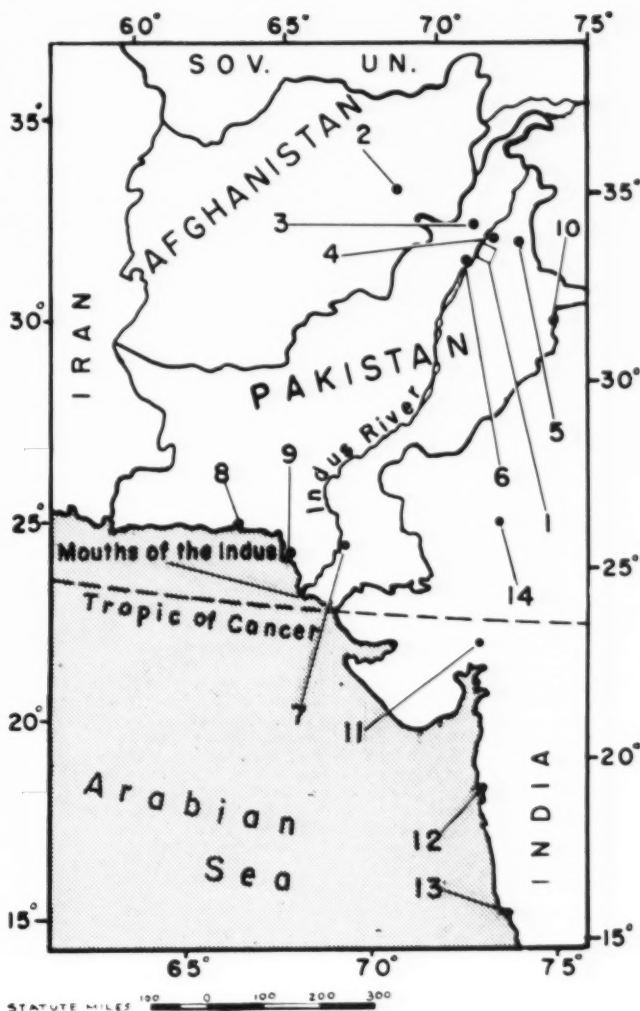 60° 65° 70° 75°
SOV. UN.
35°
AFGHANISTAN
2
35°
3
10
4
IRAN
30°
PAKISTAN
30°
5
Indus River
9
6
8
1
25°
Mouths of the Indus
14
25°
Tropic of Cancer
7
11
20°
20°
Arabian
Sea
INDIA
12
13
15°
15°
65° 70° 75°
STATUTE MILES 100 0 100 200 300